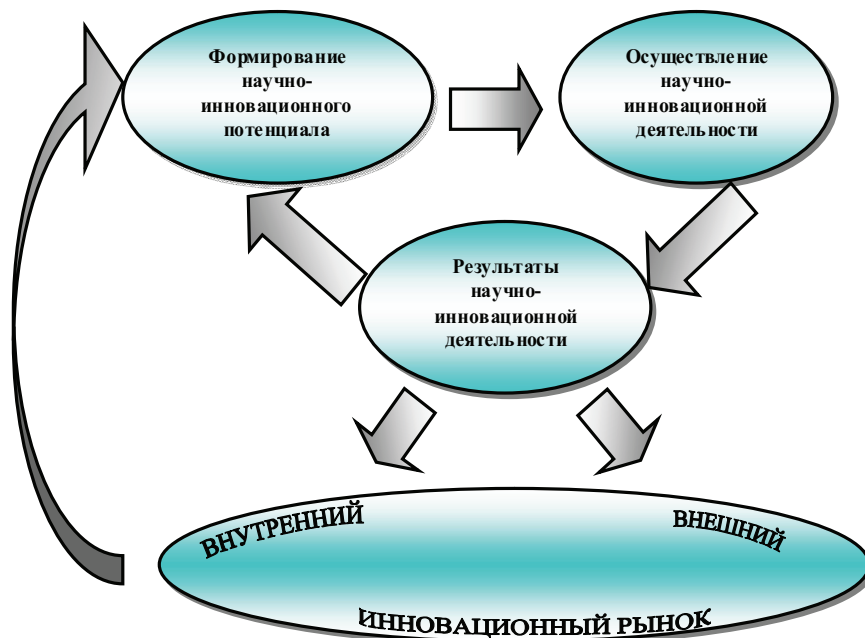 Формирование
научно-
инновационного
потенциала
Осуществление
научно-
инновационной
деятельности
Результаты
научно-
инновационной
деятельности
ВНУТРЕННИЙ
ВНЕШНИЙ
ИННОВАЦИОННЫЙ РЫНОК